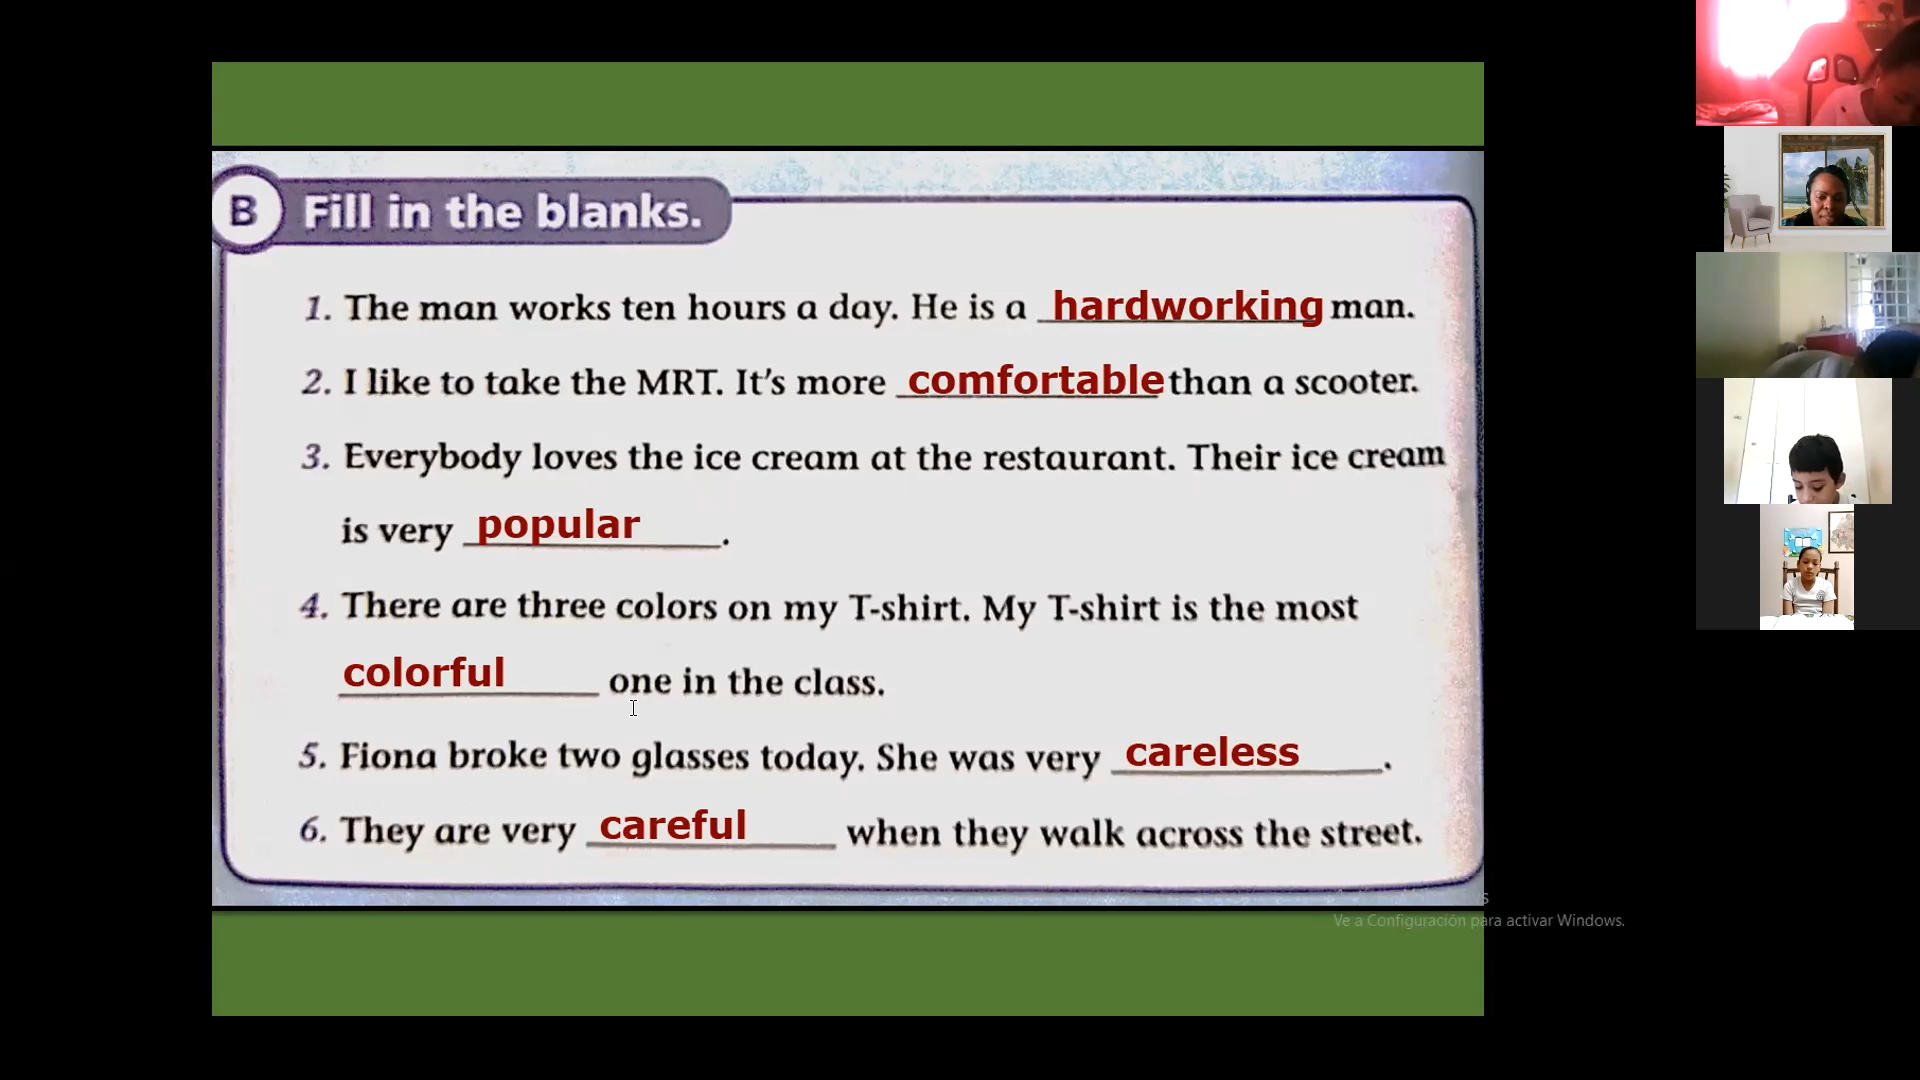 B Fill in the blanks.
1. The man works ten hours a day. He is a hardworking man.
2. I like to take the MRT. It's more comfortable than a scooter.
3. Everybody loves the ice cream at the restaurant. Their ice cream
is very popular.
4. There are three colors on my T-shirt. My T-shirt is the most
colorful one in the class.
5. Fiona broke two glasses today. She was very careless.
6. They are very careful when they walk across the street.
Ve a Configuración para activar Windows.